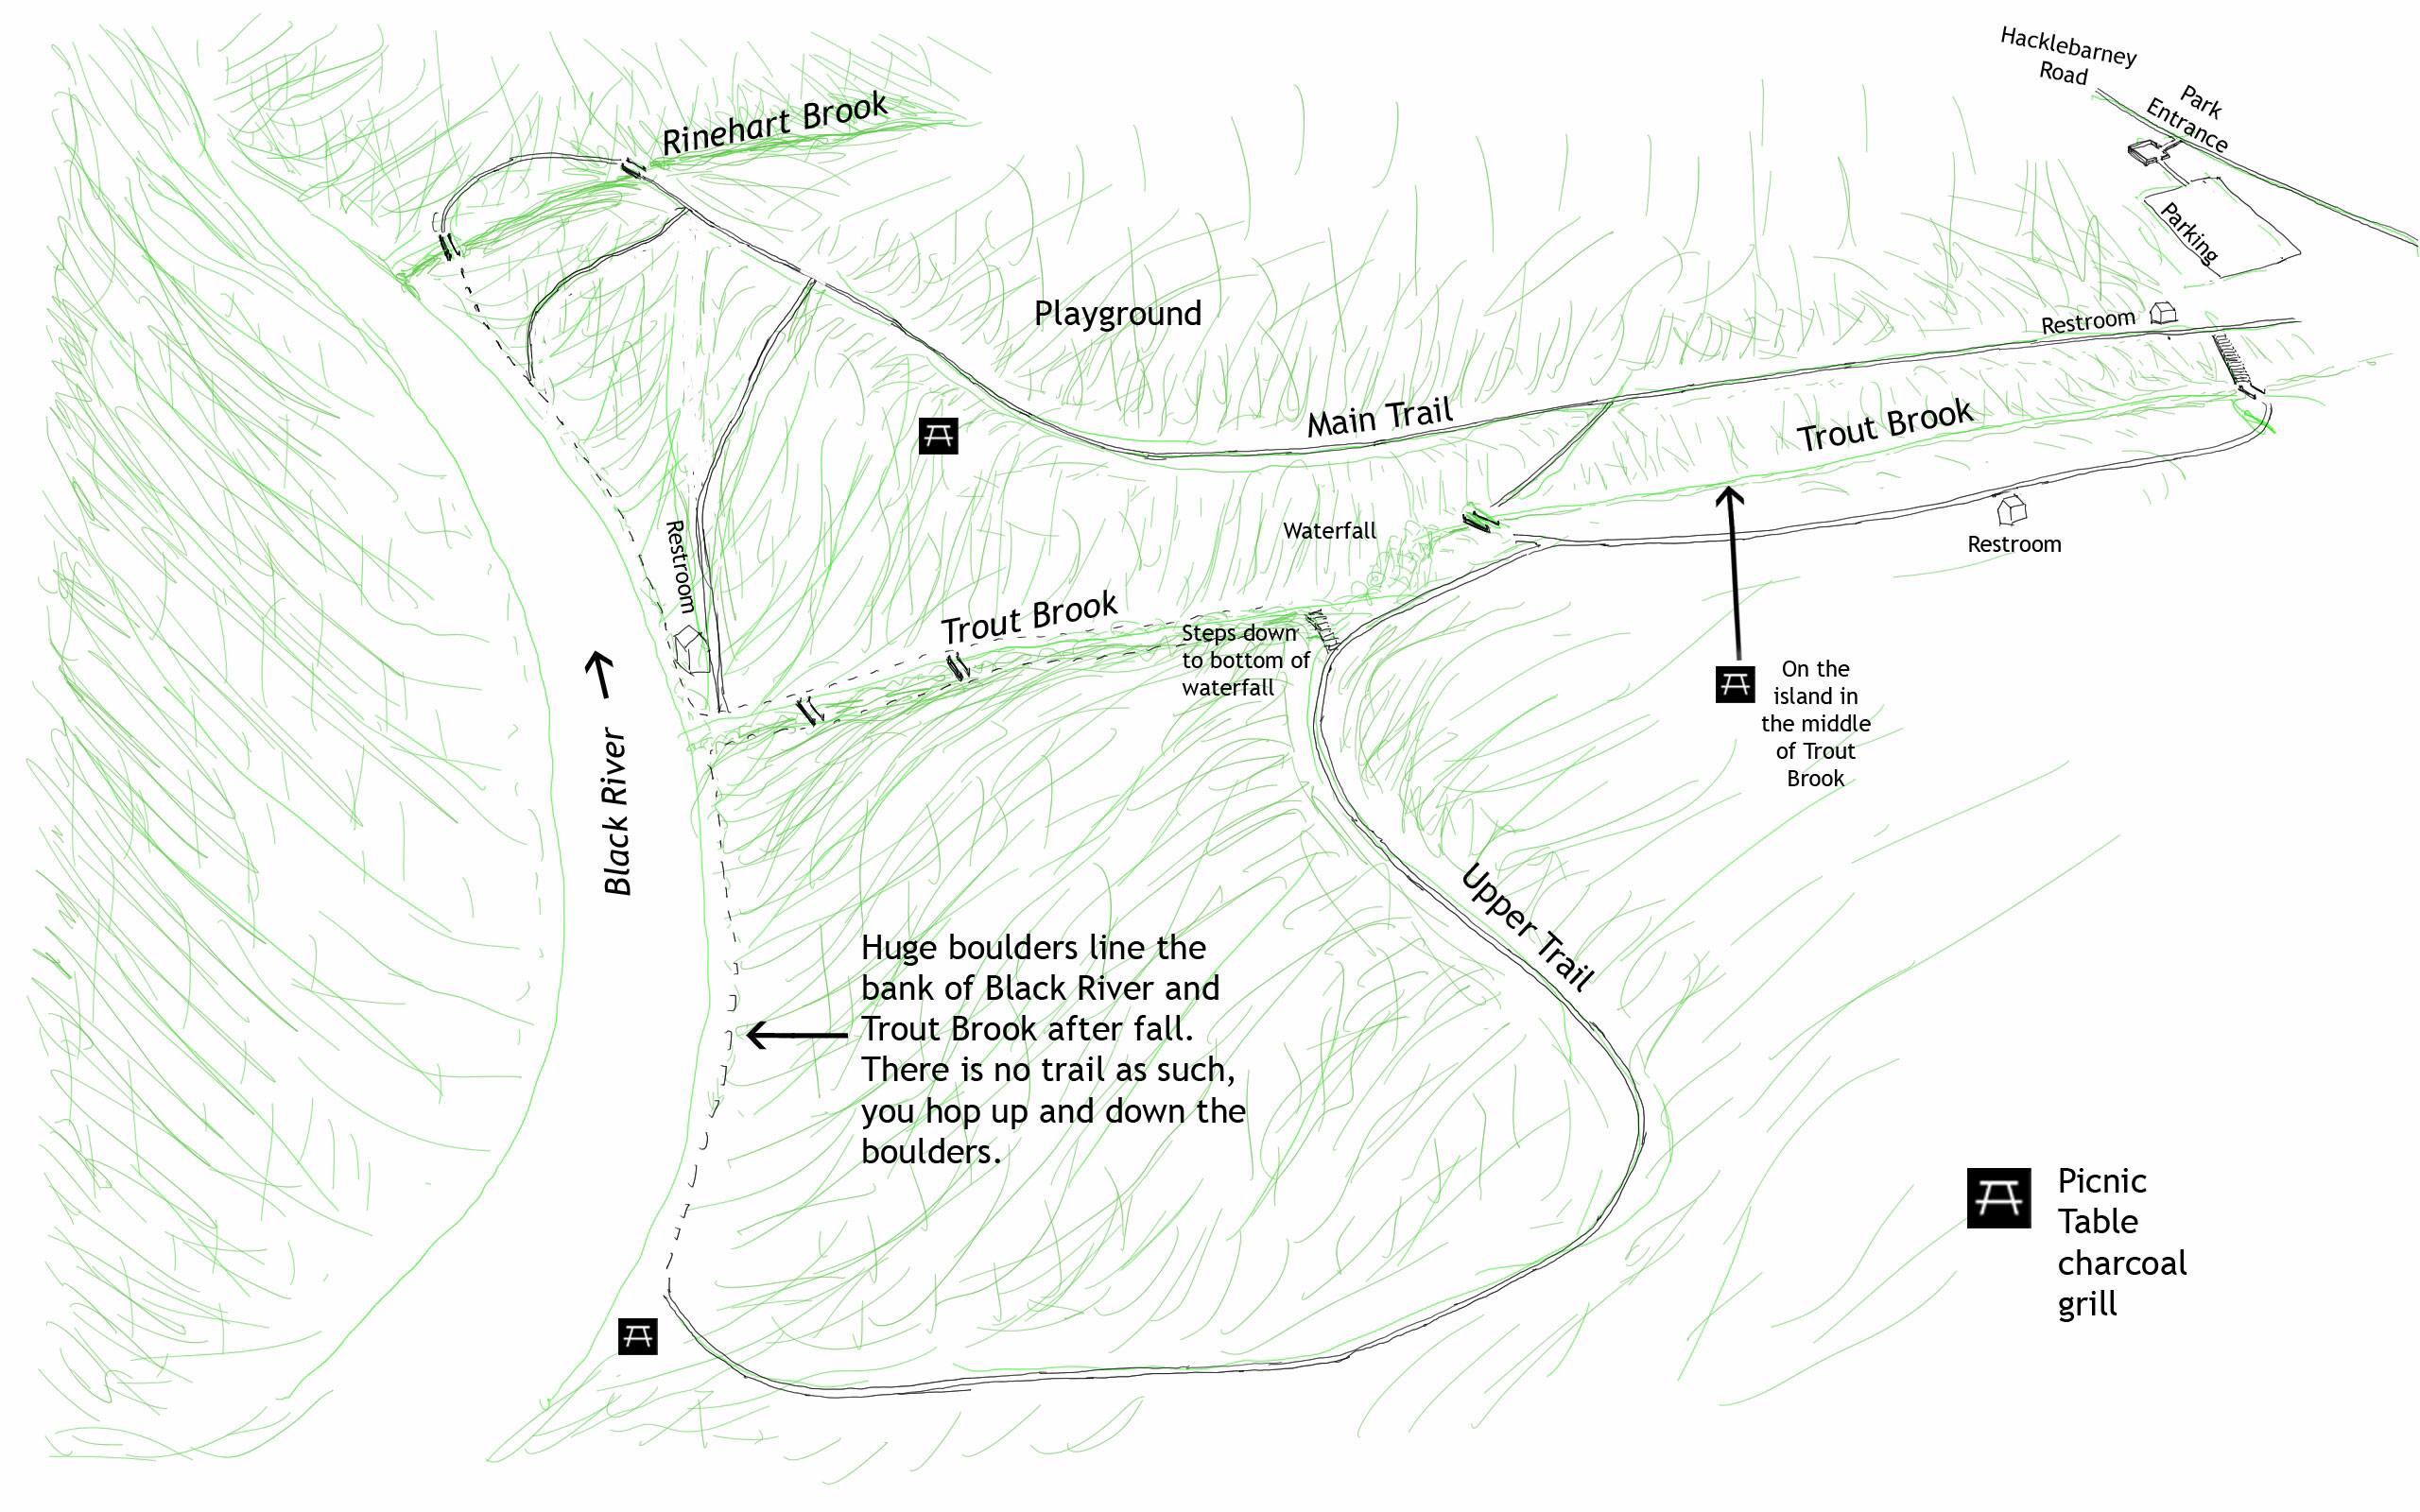 Hacklebarney
Road
Park
Entrance
Parking
Rinehart Brook
Playground
Restroom
Main Trail
Trout Brook
Waterfall
Restroom
Restroom
Trout Brook
Steps down
to bottom of
waterfall
On the
island in
the middle
of Trout
Brook
Black River
Upper Trail
Huge boulders line the
bank of Black River and
Trout Brook after fall.
There is no trail as such,
you hop up and down the
boulders.
Picnic
Table
charcoal
grill